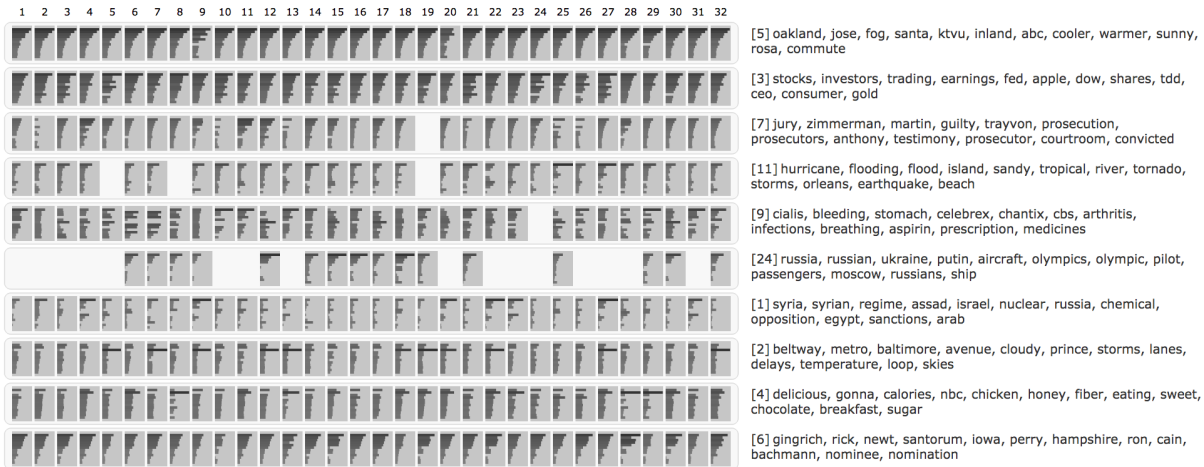 1 2 3 4 5 6 7 8 9 10 11 12 13 14 15 16 17 18 19 20 21 22 23 24 25 26 27 28 29 30 31 32
[5] oakland, jose, fog, santa, ktvu, inland, abc, cooler, warmer, sunny,
rosa, commute
[3] stocks, investors, trading, earnings, fed, apple, dow, shares, tdd,
ceo, consumer, gold
[7] jury, zimmerman, martin, guilty, trayvon, prosecution,
prosecutors, anthony, testimony, prosecutor, courtroom, convicted
[11] hurricane, flooding, flood, island, sandy, tropical, river, tornado,
storms, orleans, earthquake, beach
[9] cialis, bleeding, stomach, celebrex, chantix, cbs, arthritis,
infections, breathing, aspirin, prescription, medicines
[24] russia, russian, ukraine, putin, aircraft, olympics, olympic, pilot,
passengers, moscow, russians, ship
[1] syria, syrian, regime, assad, israel, nuclear, russia, chemical,
opposition, egypt, sanctions, arab
[2] beltway, metro, baltimore, avenue, cloudy, prince, storms, lanes,
delays, temperature, loop, skies
[4] delicious, gonna, calories, nbc, chicken, honey, fiber, eating, sweet,
chocolate, breakfast, sugar
[6] gingrich, rick, newt, santorum, iowa, perry, hampshire, ron, cain,
bachmann, nominee, nomination